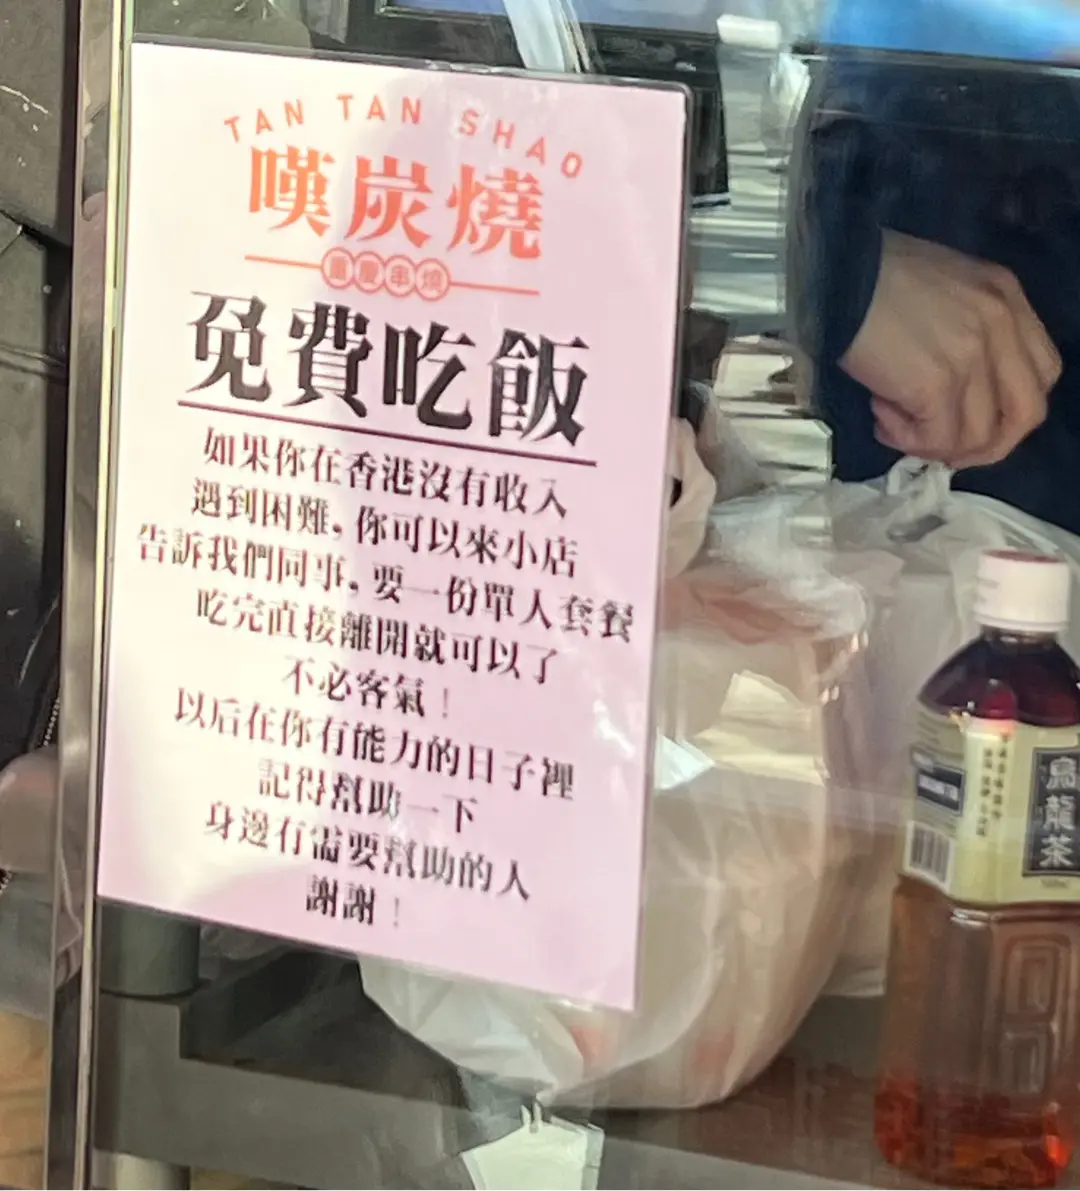 TAN TAN SHAO
嘆炭燒
重慶串燒
免費吃飯
如果你在香港沒有收入
遇到困難。你可以來小店
告訴我們同事。要一份單人套餐
吃完直接離開就可以了
不必客氣！
以后在你有能力的日子裡
記得幫助一下
身邊有需要幫助的人
謝謝！
烏龍茶